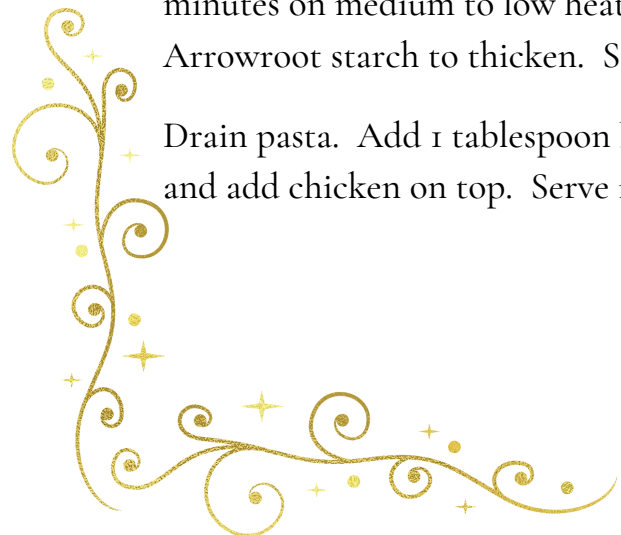 minutes on medium to low heat
Arrowroot starch to thicken. S
Drain pasta. Add 1 tablespoon
and add chicken on top. Serve